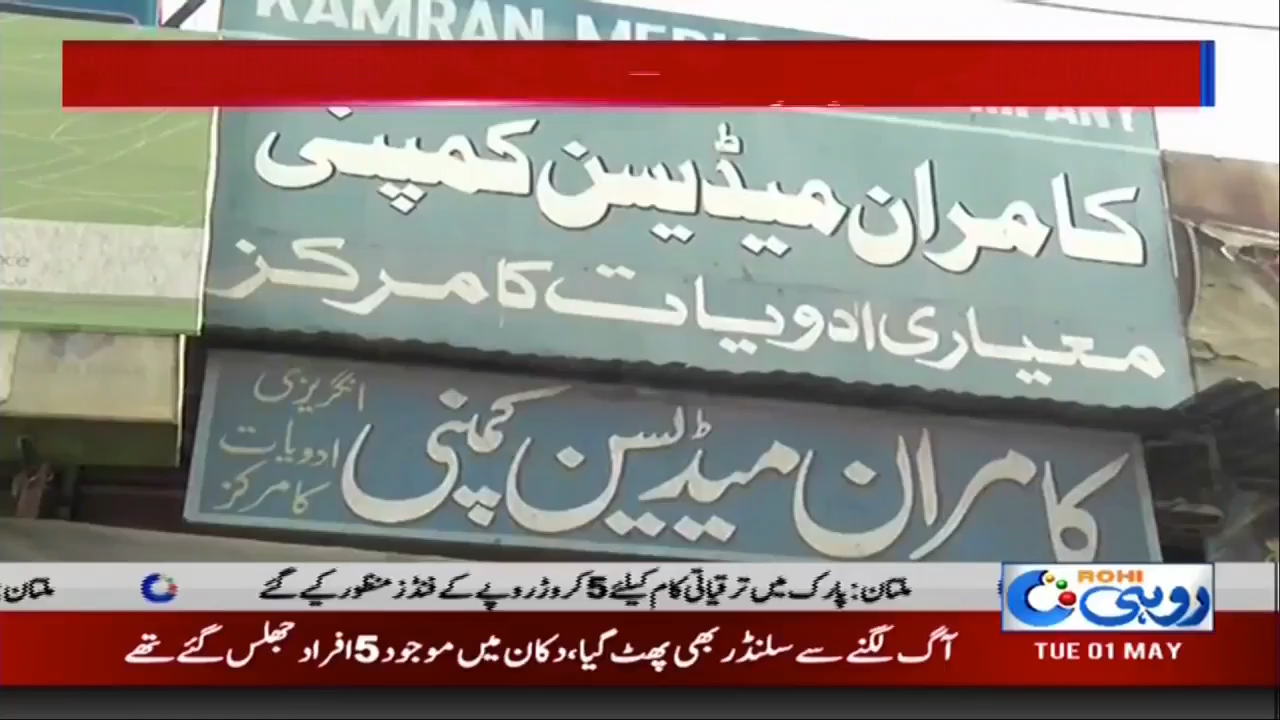 KAMRAN
کامران میڈیسن کمپنی
معیاری ادویات کا مرکز
کامران میڈیسن کمپنی
انگریزی
ادویات
کا مرکز
ملتان: پارک میں ترقیاتی کام کیلئے 5 کروڑ روپے کے فنڈز منظور کیے گئے
ملتان:
ROHI
روہی
آگ لگنے سے سلنڈر بھی پھٹ گیا، دکان میں موجود 5 افراد جھلس گئے تھے
TUE 01 MAY